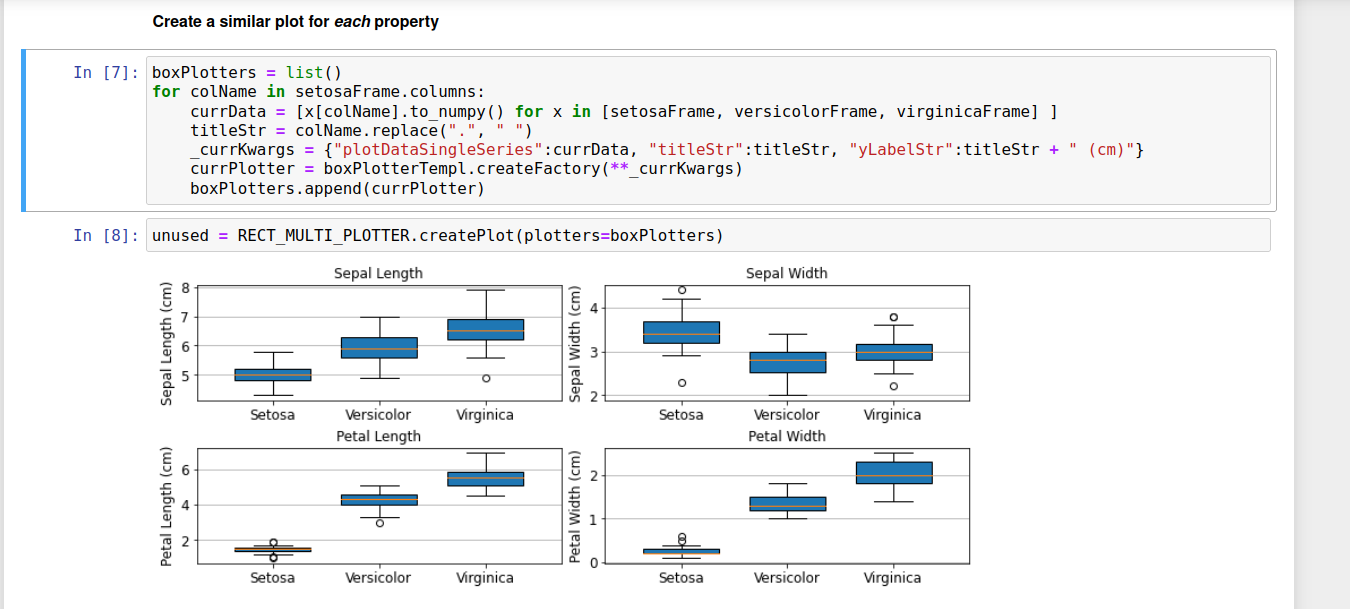 Create a similar plot for each property
In [7]: boxPlotters = list()
for colName in setosaFrame.columns:
    currData = [x[colName].to_numpy() for x in [setosaFrame, versicolorFrame, virginicaFrame] ]
    titleStr = colName.replace(".", " ")
    _currKwargs = {"plotDataSingleSeries":currData, "titleStr":titleStr, "yLabelStr":titleStr + " (cm)"}
    currPlotter = boxPlotterTempl.createFactory(**_currKwargs)
    boxPlotters.append(currPlotter)
In [8]: unused = RECT_MULTI_PLOTTER.createPlot(plotters=boxPlotters)
Sepal Length
Sepal Length (cm)
8
7
6
5
Setosa Versicolor Virginica
Sepal Width
Sepal Width (cm)
4
3
2
Setosa Versicolor Virginica
Petal Length
Petal Length (cm)
6
4
2
Setosa Versicolor Virginica
Petal Width
Petal Width (cm)
2
1
0
Setosa Versicolor Virginica